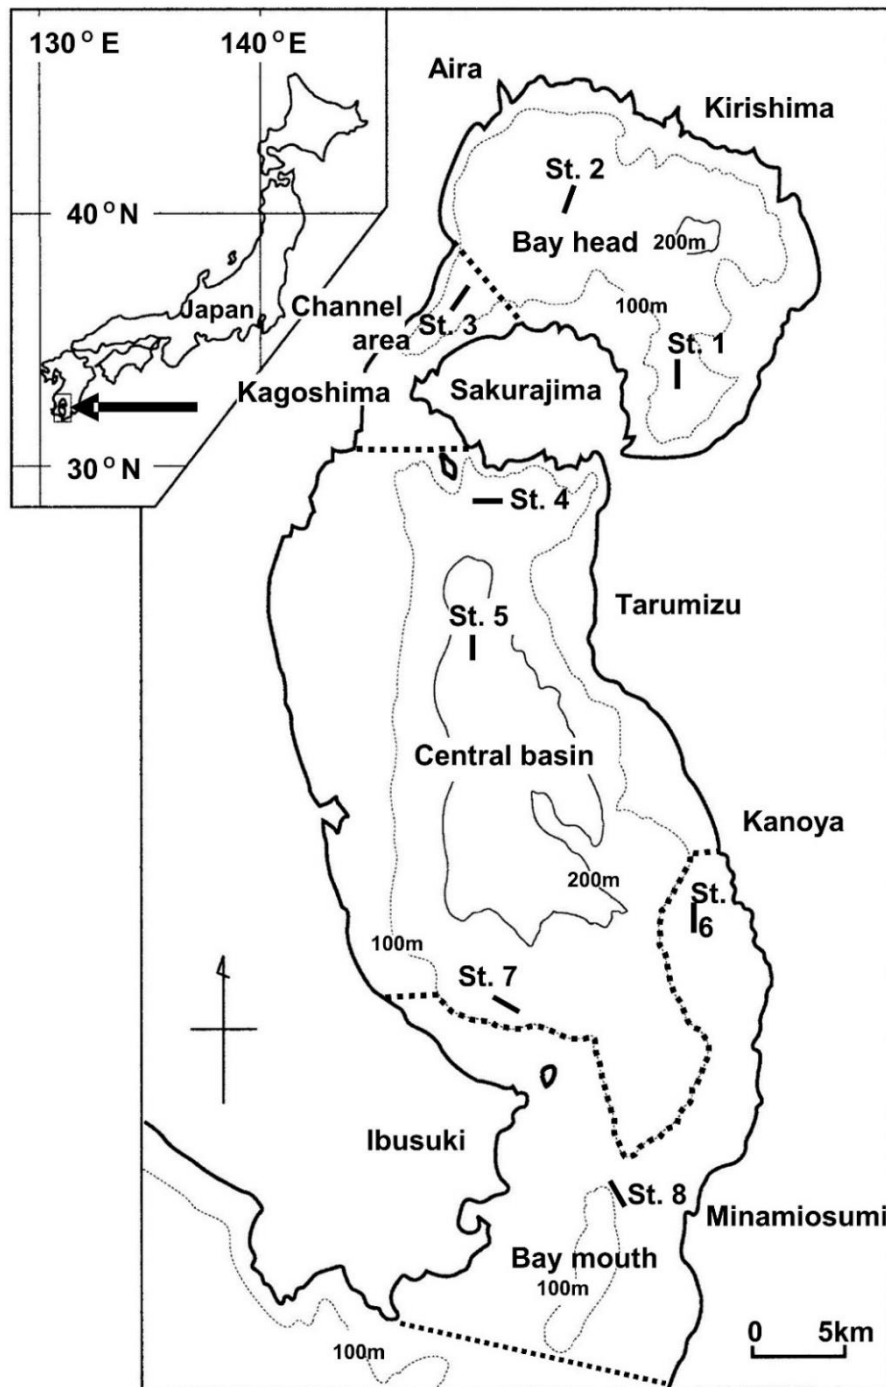 130°E
140°E
40°N
Japan
30°N
Aira
Kirishima
St. 2
Bay head
200m
Channel
area
St. 3
100m
St. 1
Kagoshima
Sakurajima
St. 4
St. 5
Tarumizu
Central basin
Kanoya
200m
St.
6
100m
St. 7
Ibusuki
St. 8
Minamiosumi
Bay mouth
100m
100m
0 5km